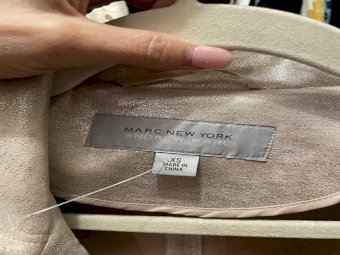 MARC NEW YORK
ANDREW MARC
XS
MADE IN
CHINA